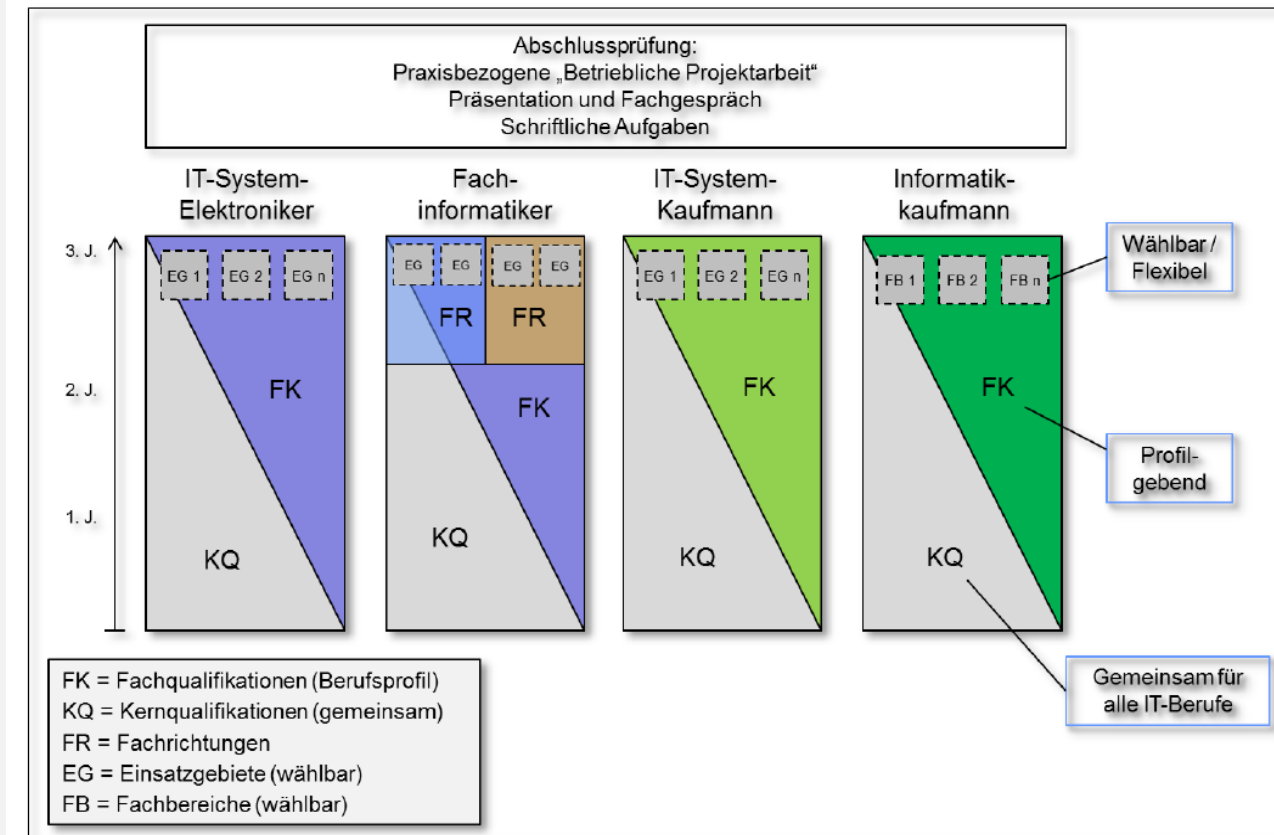 Abschlussprüfung:
Praxisbezogene „Betriebliche Projektarbeit“
Präsentation und Fachgespräch
Schriftliche Aufgaben
IT-System-
Elektroniker
Fach-
informatiker
IT-System-
Kaufmann
Informatik-
kaufmann
3. J.
2. J.
1. J.
EG 1
EG 2
EG n
FK
KQ
EG
EG
EG
EG
FR
FR
FK
KQ
EG 1
EG 2
EG n
FK
KQ
FB 1
FB 2
FB n
FK
KQ
Wählbar /
Flexibel
Profil-
gebend
Gemeinsam für
alle IT-Berufe
FK = Fachqualifikationen (Berufsprofil)
KQ = Kernqualifikationen (gemeinsam)
FR = Fachrichtungen
EG = Einsatzgebiete (wählbar)
FB = Fachbereiche (wählbar)